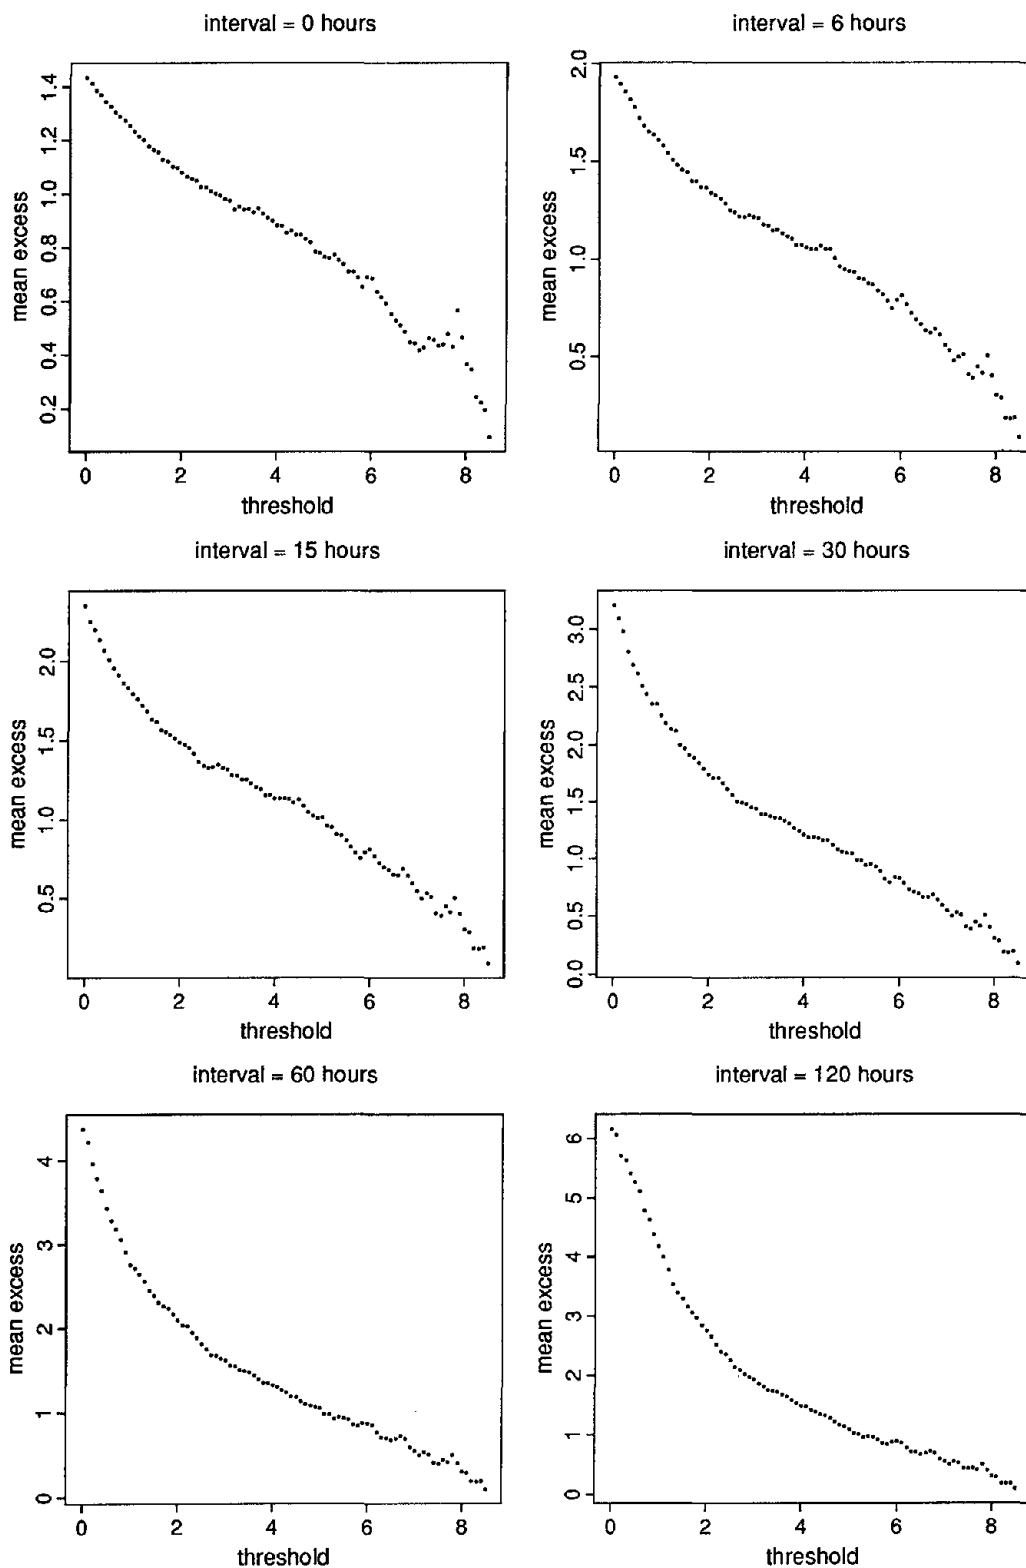 interval = 0 hours
mean excess
0.2 0.4 0.6 0.8 1.0 1.2 1.4
0 2 4 6 8
threshold
interval = 6 hours
mean excess
0.5 1.0 1.5 2.0
0 2 4 6 8
threshold
interval = 15 hours
mean excess
0.5 1.0 1.5 2.0
0 2 4 6 8
threshold
interval = 30 hours
mean excess
0.0 0.5 1.0 1.5 2.0 2.5 3.0
0 2 4 6 8
threshold
interval = 60 hours
mean excess
0 1 2 3 4
0 2 4 6 8
threshold
interval = 120 hours
mean excess
0 1 2 3 4 5 6
0 2 4 6 8
threshold